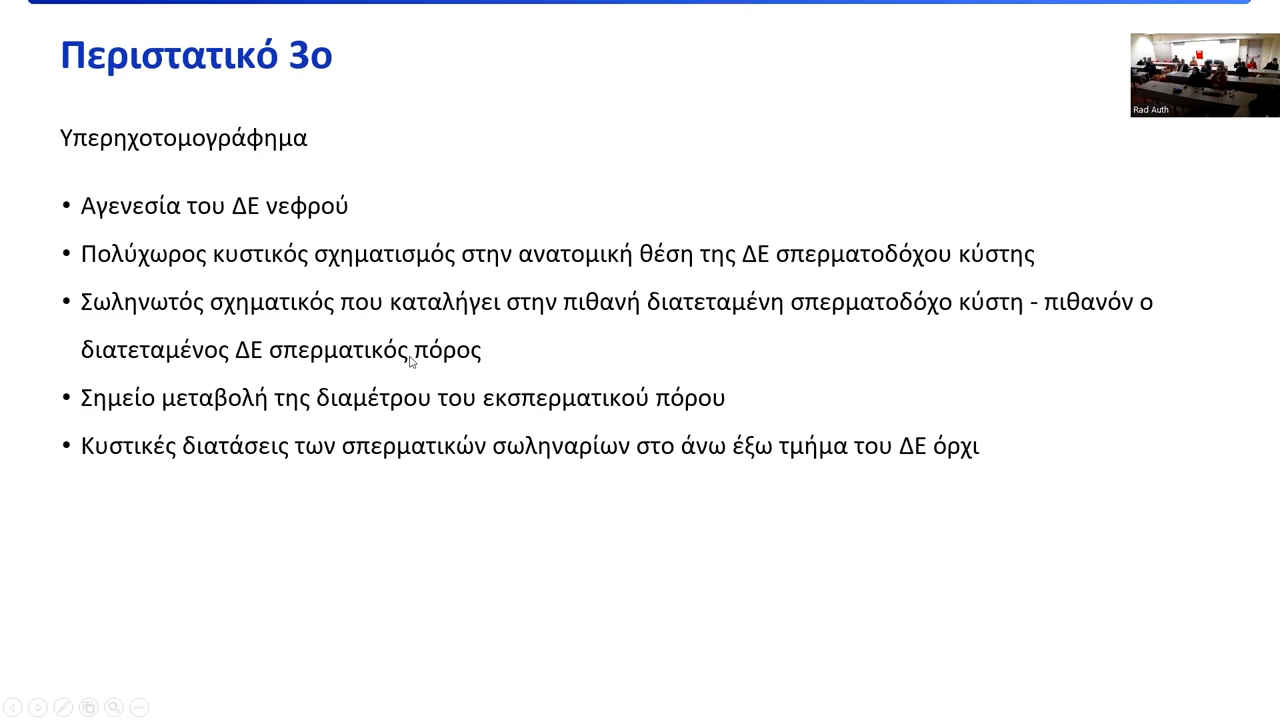 Περιστατικό 3ο
Rad Auth
Υπερηχοτομογράφημα
• Αγενεσία του ΔΕ νεφρού
• Πολύχωρος κυστικός σχηματισμός στην ανατομική θέση της ΔΕ σπερματοδόχου κύστης
• Σωληνωτός σχηματικός που καταλήγει στην πιθανή διατεταμένη σπερματοδόχο κύστη - πιθανόν ο
διατεταμένος ΔΕ σπερματικός πόρος
• Σημείο μεταβολή της διαμέτρου του εκσπερματικού πόρου
• Κυστικές διατάσεις των σπερματικών σωληναρίων στο άνω έξω τμήμα του ΔΕ όρχι